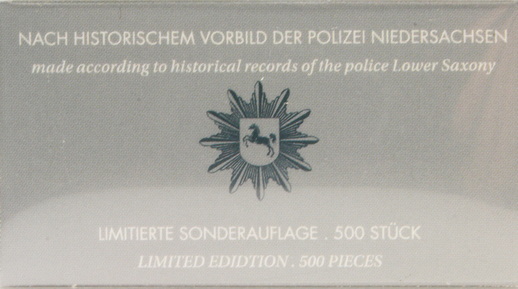 NACH HISTORISCHEM VORBILD DER POLIZEI NIEDERSACHSEN
made according to historical records of the police Lower Saxony
LIMITIERTE SONDERAUFLAGE . 500 STÜCK
LIMITED EDIDTION . 500 PIECES